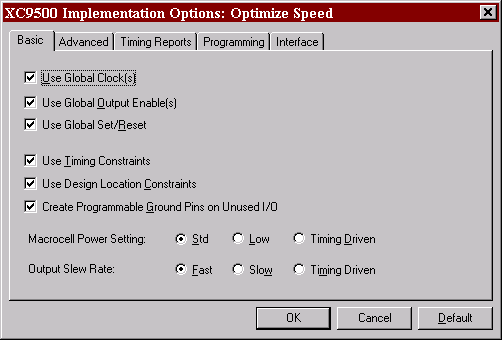 XC9500 Implementation Options: Optimize Speed
Basic Advanced Timing Reports Programming Interface
Use Global Clock(s)
Use Global Output Enable(s)
Use Global Set/Reset
Use Timing Constraints
Use Design Location Constraints
Create Programmable Ground Pins on Unused I/O
Macrocell Power Setting: Std Low Timing Driven
Output Slew Rate: Fast Slow Timing Driven
OK Cancel Default